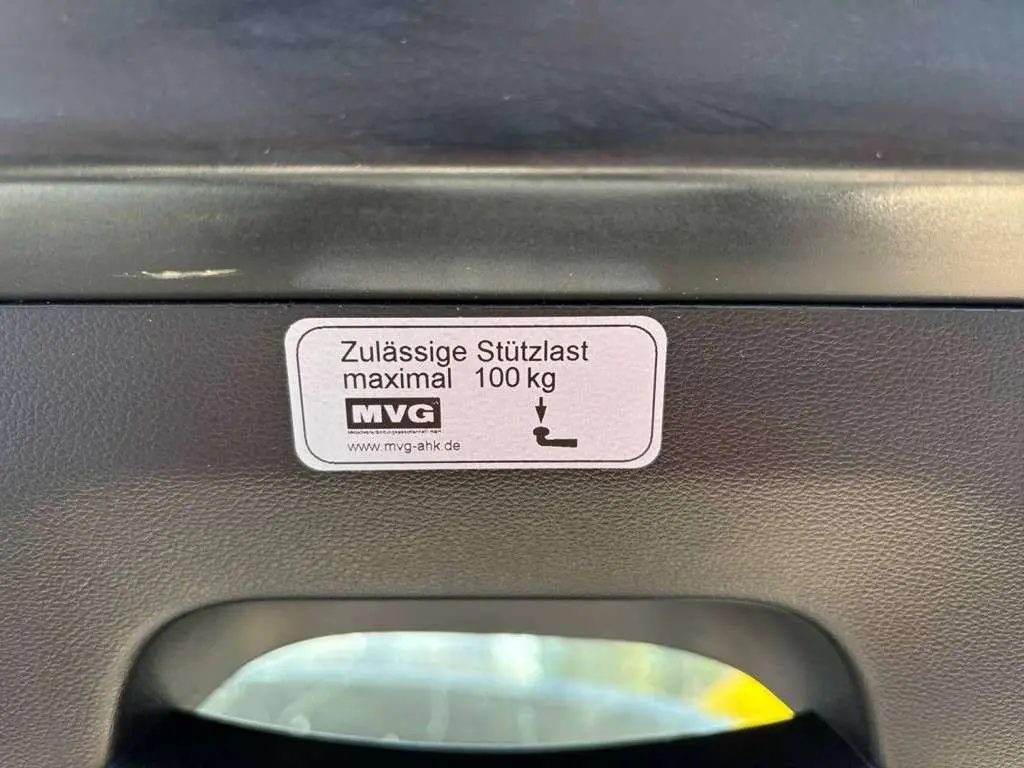 Zulässige Stützlast
maximal 100 kg
MVG
www.mvg-ahk.de